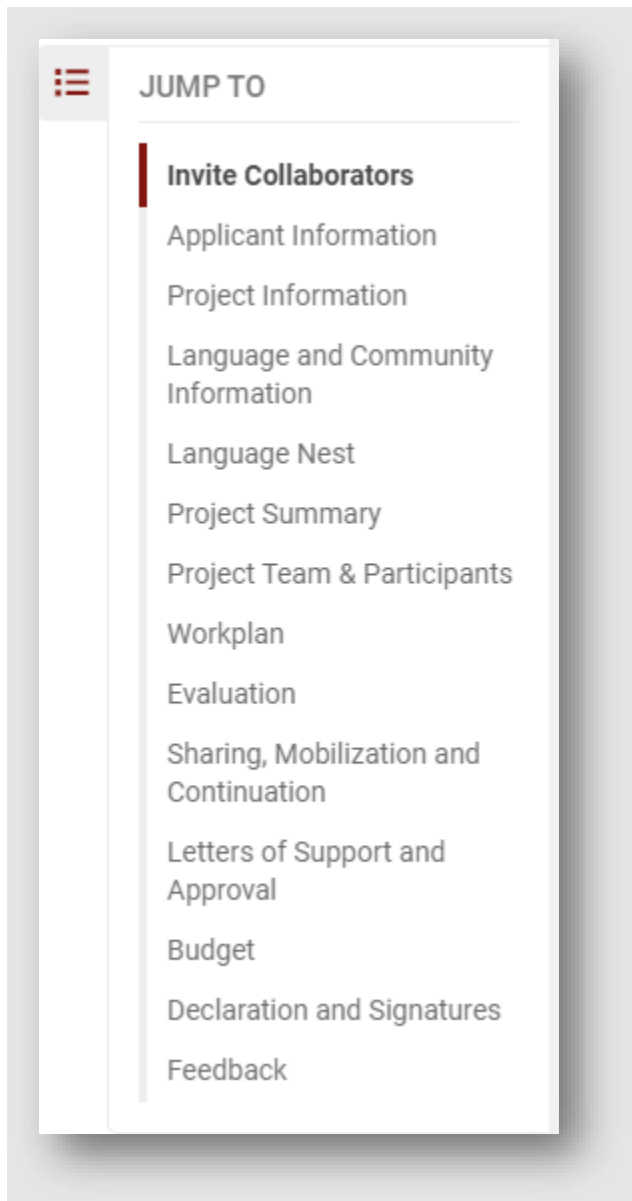 JUMP TO
Invite Collaborators
Applicant Information
Project Information
Language and Community
Information
Language Nest
Project Summary
Project Team & Participants
Workplan
Evaluation
Sharing, Mobilization and
Continuation
Letters of Support and
Approval
Budget
Declaration and Signatures
Feedback